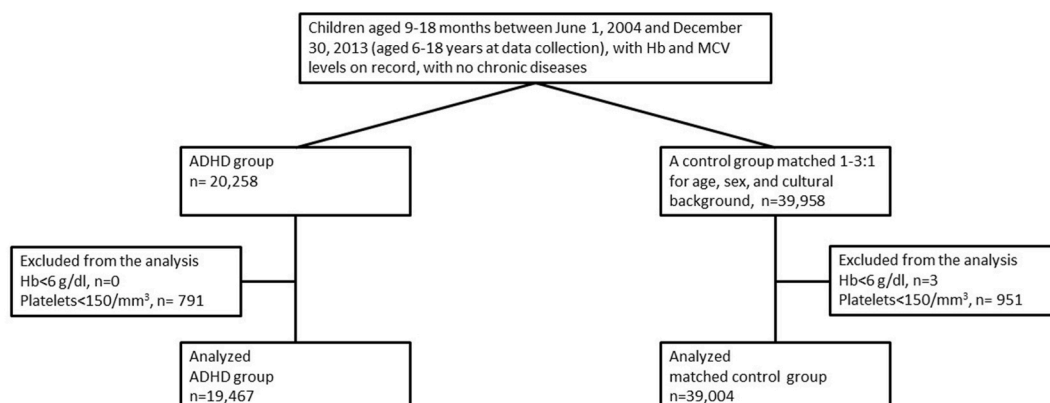 Children aged 9-18 months between June 1, 2004 and December
30, 2013 (aged 6-18 years at data collection), with Hb and MCV
levels on record, with no chronic diseases
ADHD group
n= 20,258
A control group matched 1-3:1
for age, sex, and cultural
background, n=39,958
Excluded from the analysis
Hb<6 g/dl, n=0
Platelets<150/mm³, n= 791
Excluded from the analysis
Hb<6 g/dl, n=3
Platelets<150/mm³, n= 951
Analyzed
ADHD group
n=19,467
Analyzed
matched control group
n=39,004